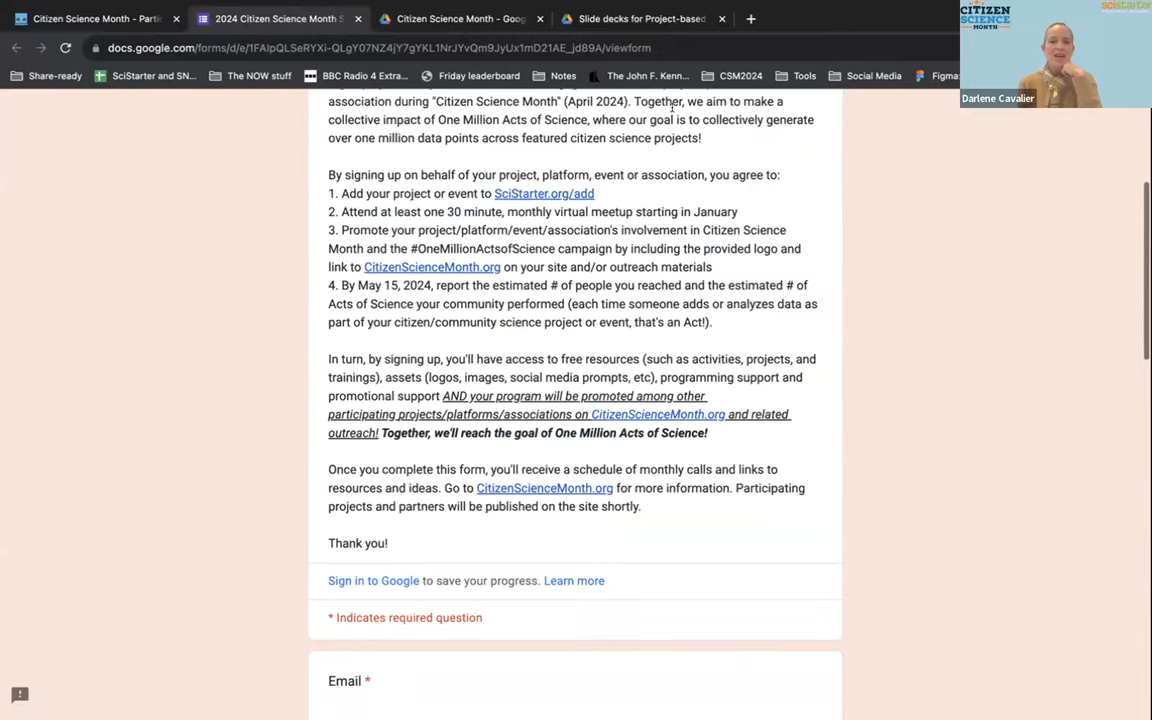 Citizen Science Month - Parti
2024 Citizen Science Month S
Citizen Science Month - Goog
Slide decks for Project-based
docs.google.com/forms/d/e/1FAIpQLSeRYXi-QLgY07NZ4jY7gYKL1NrJYvQm9JyUx1mD21AE_jd89A/viewform
Share-ready
SciStarter and SN...
The NOW stuff
BBC Radio 4 Extra...
Friday leaderboard
Notes
The John F. Kenn...
CSM2024
Tools
Social Media
Figma:
CITIZEN
SCIENCE
MONTH
scistarter
Darlene Cavalier
association during "Citizen Science Month" (April 2024). Together, we aim to make a
collective impact of One Million Acts of Science, where our goal is to collectively generate
over one million data points across featured citizen science projects!
By signing up on behalf of your project, platform, event or association, you agree to:
1. Add your project or event to SciStarter.org/add
2. Attend at least one 30 minute, monthly virtual meetup starting in January
3. Promote your project/platform/event/association's involvement in Citizen Science
Month and the #OneMillionActsofScience campaign by including the provided logo and
link to CitizenScienceMonth.org on your site and/or outreach materials
4. By May 15, 2024, report the estimated # of people you reached and the estimated # of
Acts of Science your community performed (each time someone adds or analyzes data as
part of your citizen/community science project or event, that's an Act!).
In turn, by signing up, you'll have access to free resources (such as activities, projects, and
trainings), assets (logos, images, social media prompts, etc), programming support and
promotional support AND your program will be promoted among other
participating projects/platforms/associations on CitizenScienceMonth.org and related
outreach! Together, we'll reach the goal of One Million Acts of Science!
Once you complete this form, you'll receive a schedule of monthly calls and links to
resources and ideas. Go to CitizenScienceMonth.org for more information. Participating
projects and partners will be published on the site shortly.
Thank you!
Sign in to Google to save your progress. Learn more
* Indicates required question
Email *